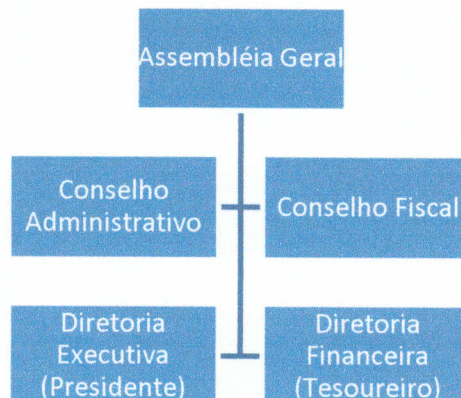 Assembléia Geral
Conselho
Administrativo
Conselho Fiscal
Diretoria
Executiva
(Presidente)
Diretoria
Financeira
(Tesoureiro)